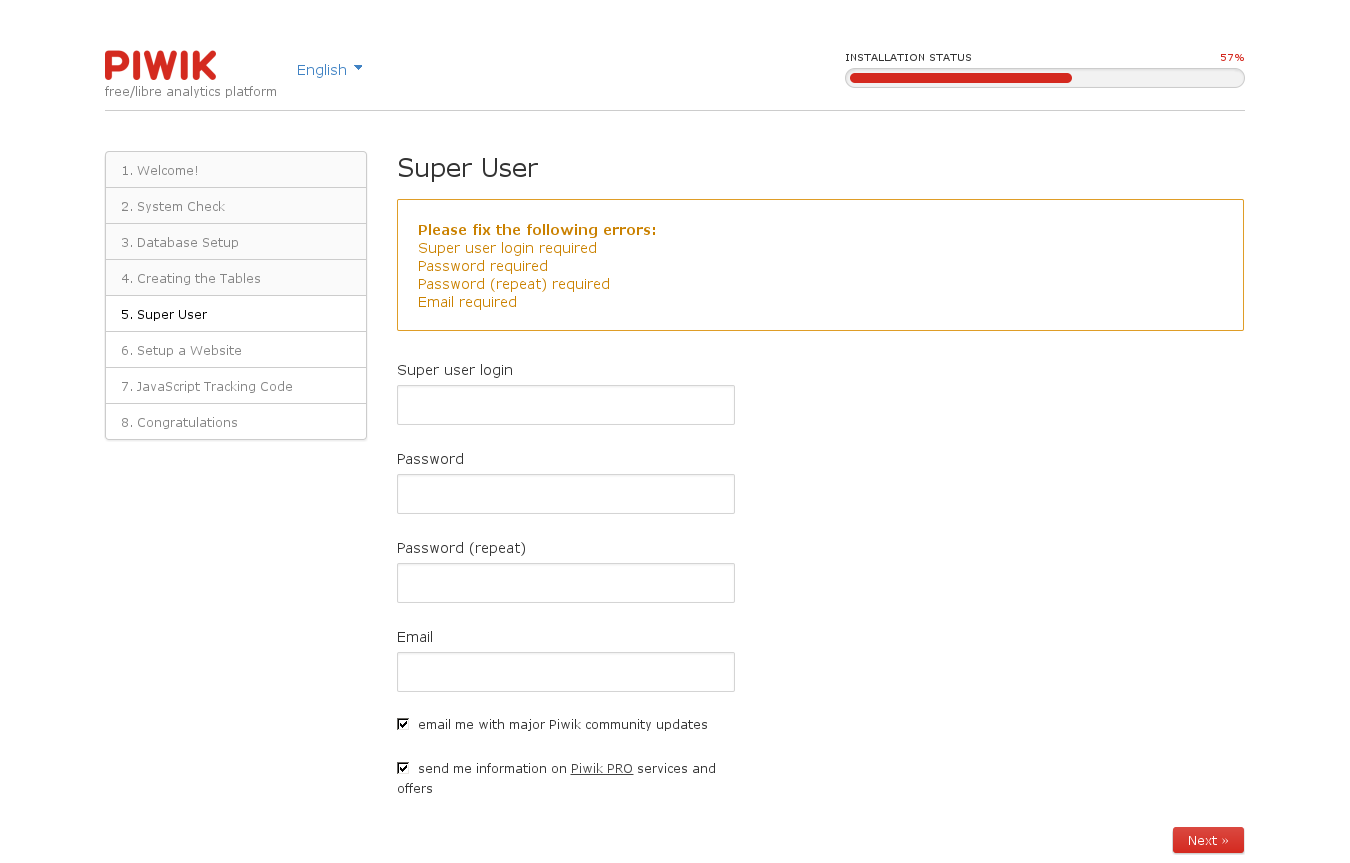 PIWIK
free/libre analytics platform
English
INSTALLATION STATUS 57%
1. Welcome!
2. System Check
3. Database Setup
4. Creating the Tables
5. Super User
6. Setup a Website
7. JavaScript Tracking Code
8. Congratulations
Super User
Please fix the following errors:
Super user login required
Password required
Password (repeat) required
Email required
Super user login
Password
Password (repeat)
Email
email me with major Piwik community updates
send me information on Piwik PRO services and
offers
Next »